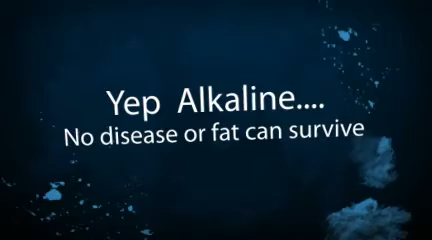 Yep Alkaline....
No disease or fat can survive